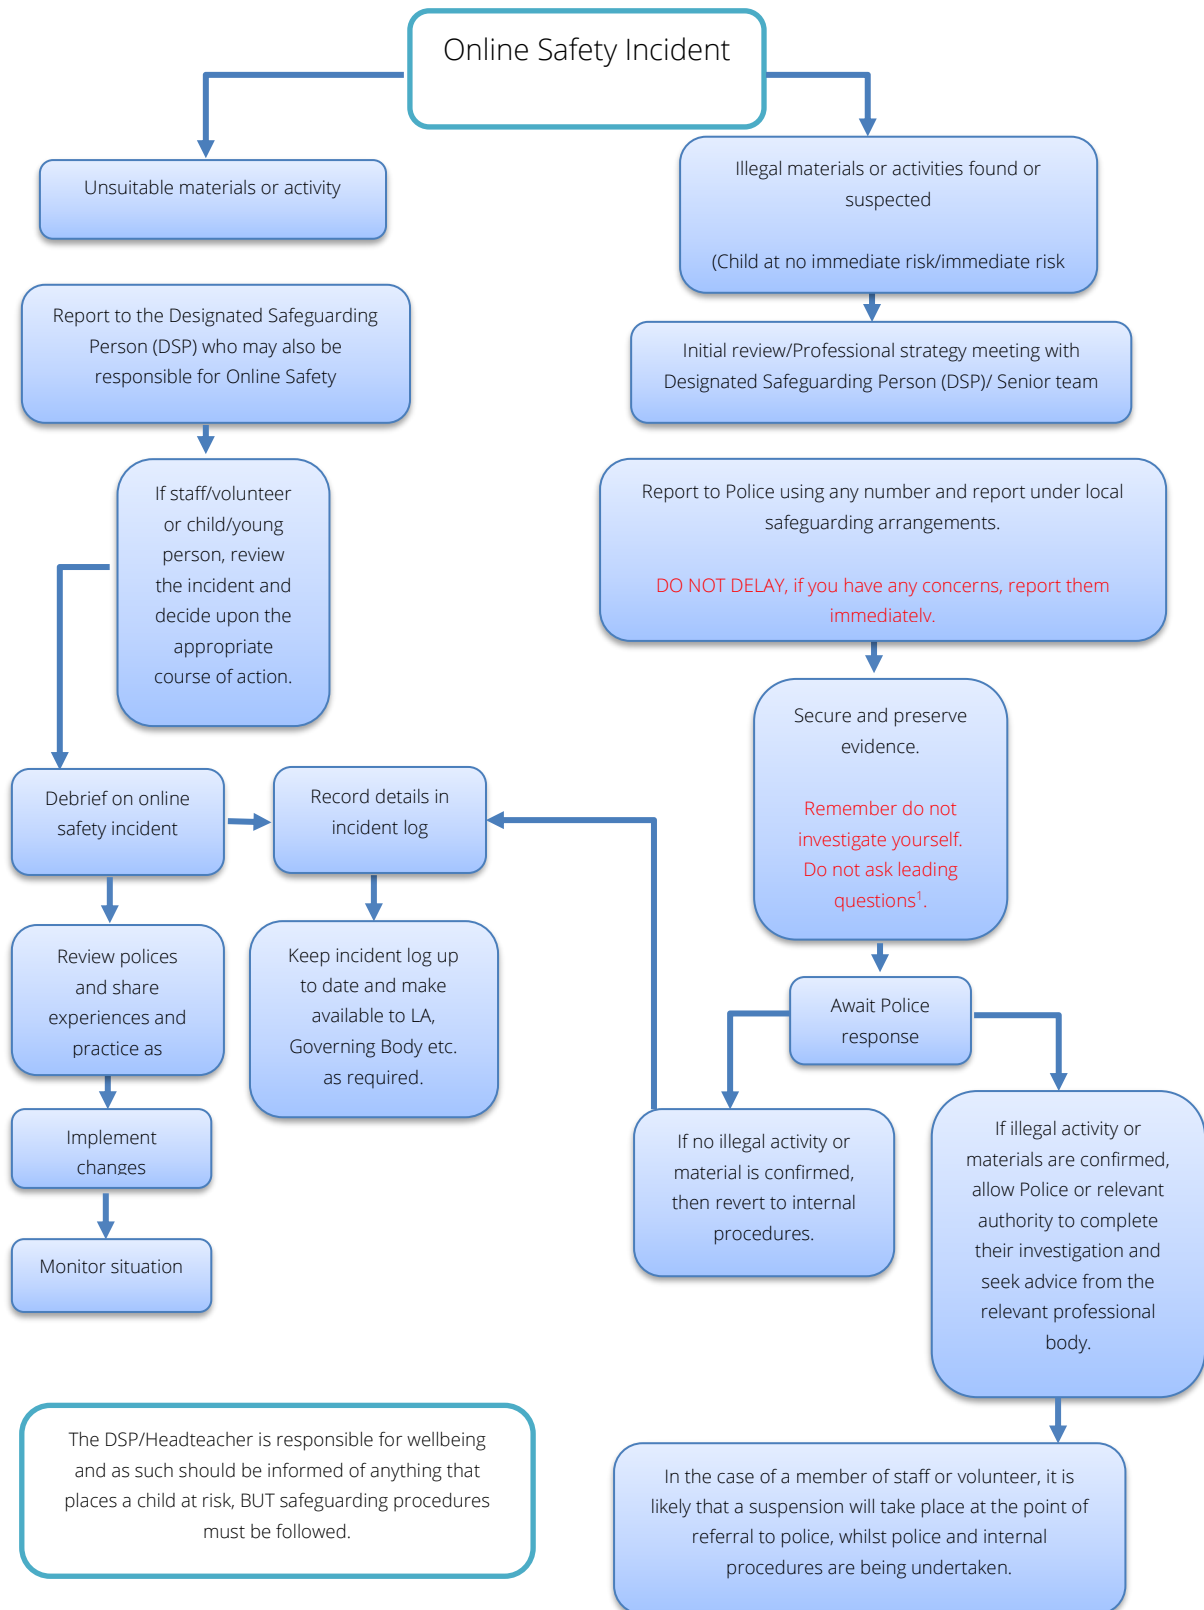 Online Safety Incident
Unsuitable materials or activity
Report to the Designated Safeguarding
Person (DSP) who may also be
responsible for Online Safety
If staff/volunteer
or child/young
person, review
the incident and
decide upon the
appropriate
course of action.
Debrief on online
safety incident
Record details in
incident log
Review polices
and share
experiences and
practice as
Keep incident log up
to date and make
available to LA,
Governing Body etc.
as required.
Implement
changes
Monitor situation
Illegal materials or activities found or
suspected
(Child at no immediate risk/immediate risk
Initial review/Professional strategy meeting with
Designated Safeguarding Person (DSP)/ Senior team
Report to Police using any number and report under local
safeguarding arrangements.
DO NOT DELAY, if you have any concerns, report them
immediately.
Secure and preserve
evidence.
Remember do not
investigate yourself.
Do not ask leading
questions¹.
Await Police
response
If no illegal activity or
material is confirmed,
then revert to internal
procedures.
If illegal activity or
materials are confirmed,
allow Police or relevant
authority to complete
their investigation and
seek advice from the
relevant professional
body.
In the case of a member of staff or volunteer, it is
likely that a suspension will take place at the point of
referral to police, whilst police and internal
procedures are being undertaken.
The DSP/Headteacher is responsible for wellbeing
and as such should be informed of anything that
places a child at risk, BUT safeguarding procedures
must be followed.